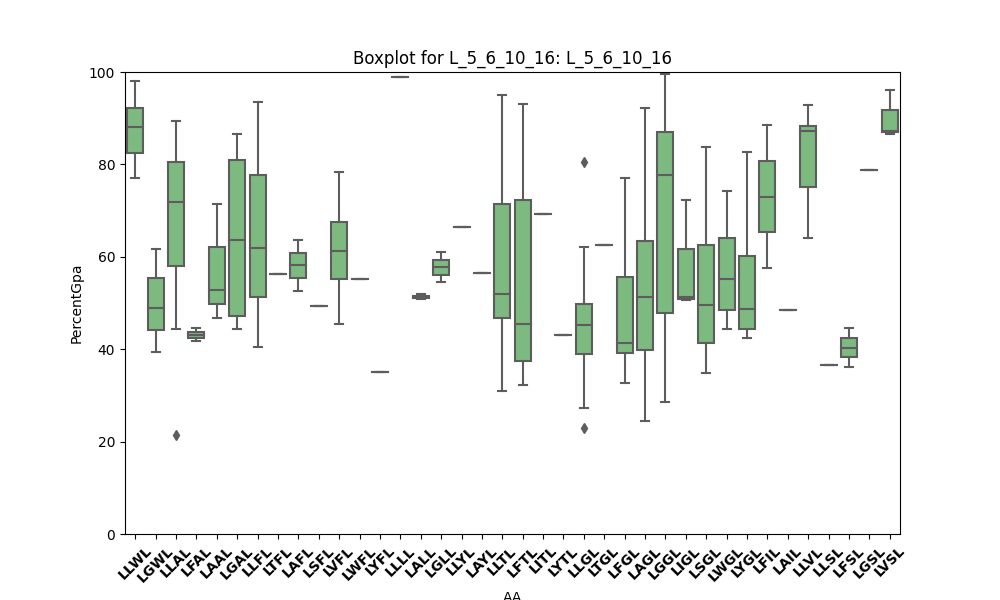 Boxplot for L_5_6_10_16: L_5_6_10_16
100
80
60
40
20
0
PercentGpa
LLWL LGWL LLAL LFAL LAAL LGAL LLFL LTFL LAFL LSFL LVFL LWFL LYFL LLLL LALL LGLL LLYL LAYL LLTL LFTL LITL LYTL LLGL LTGL LFGL LAGL LGGL LIGL LSGL LWGL LYGL LFIL LAIL LLVL LLSL LFSL LGSL LVSL
AA